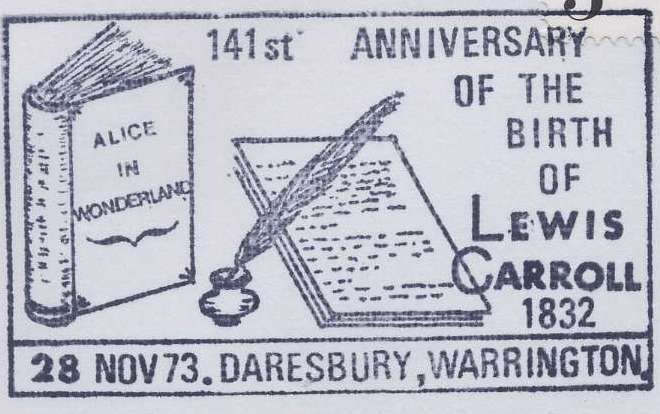 141st ANNIVERSARY
OF THE
BIRTH
OF
LEWIS
CARROLL
1832
ALICE
IN
WONDERLAND
28 NOV 73. DARESBURY, WARRINGTON.